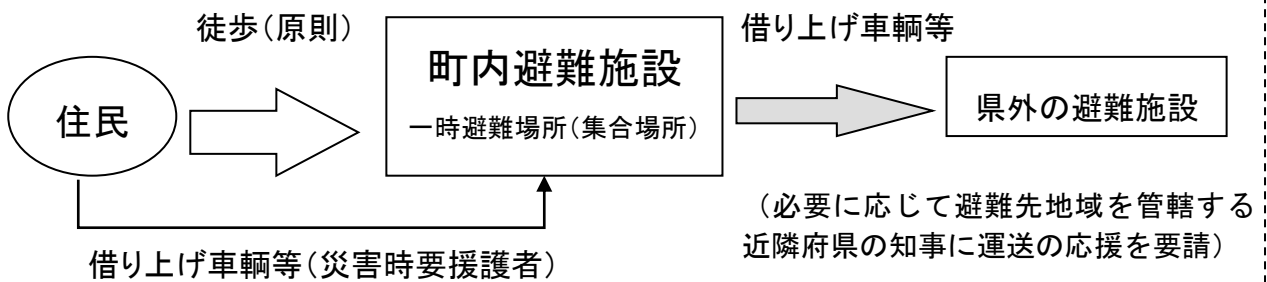 徒歩（原則）
借り上げ車輌等
住民
町内避難施設
一時避難場所（集合場所）
県外の避難施設
（必要に応じて避難先地域を管轄する
近隣府県の知事に運送の応援を要請）
借り上げ車輌等（災害時要援護者）